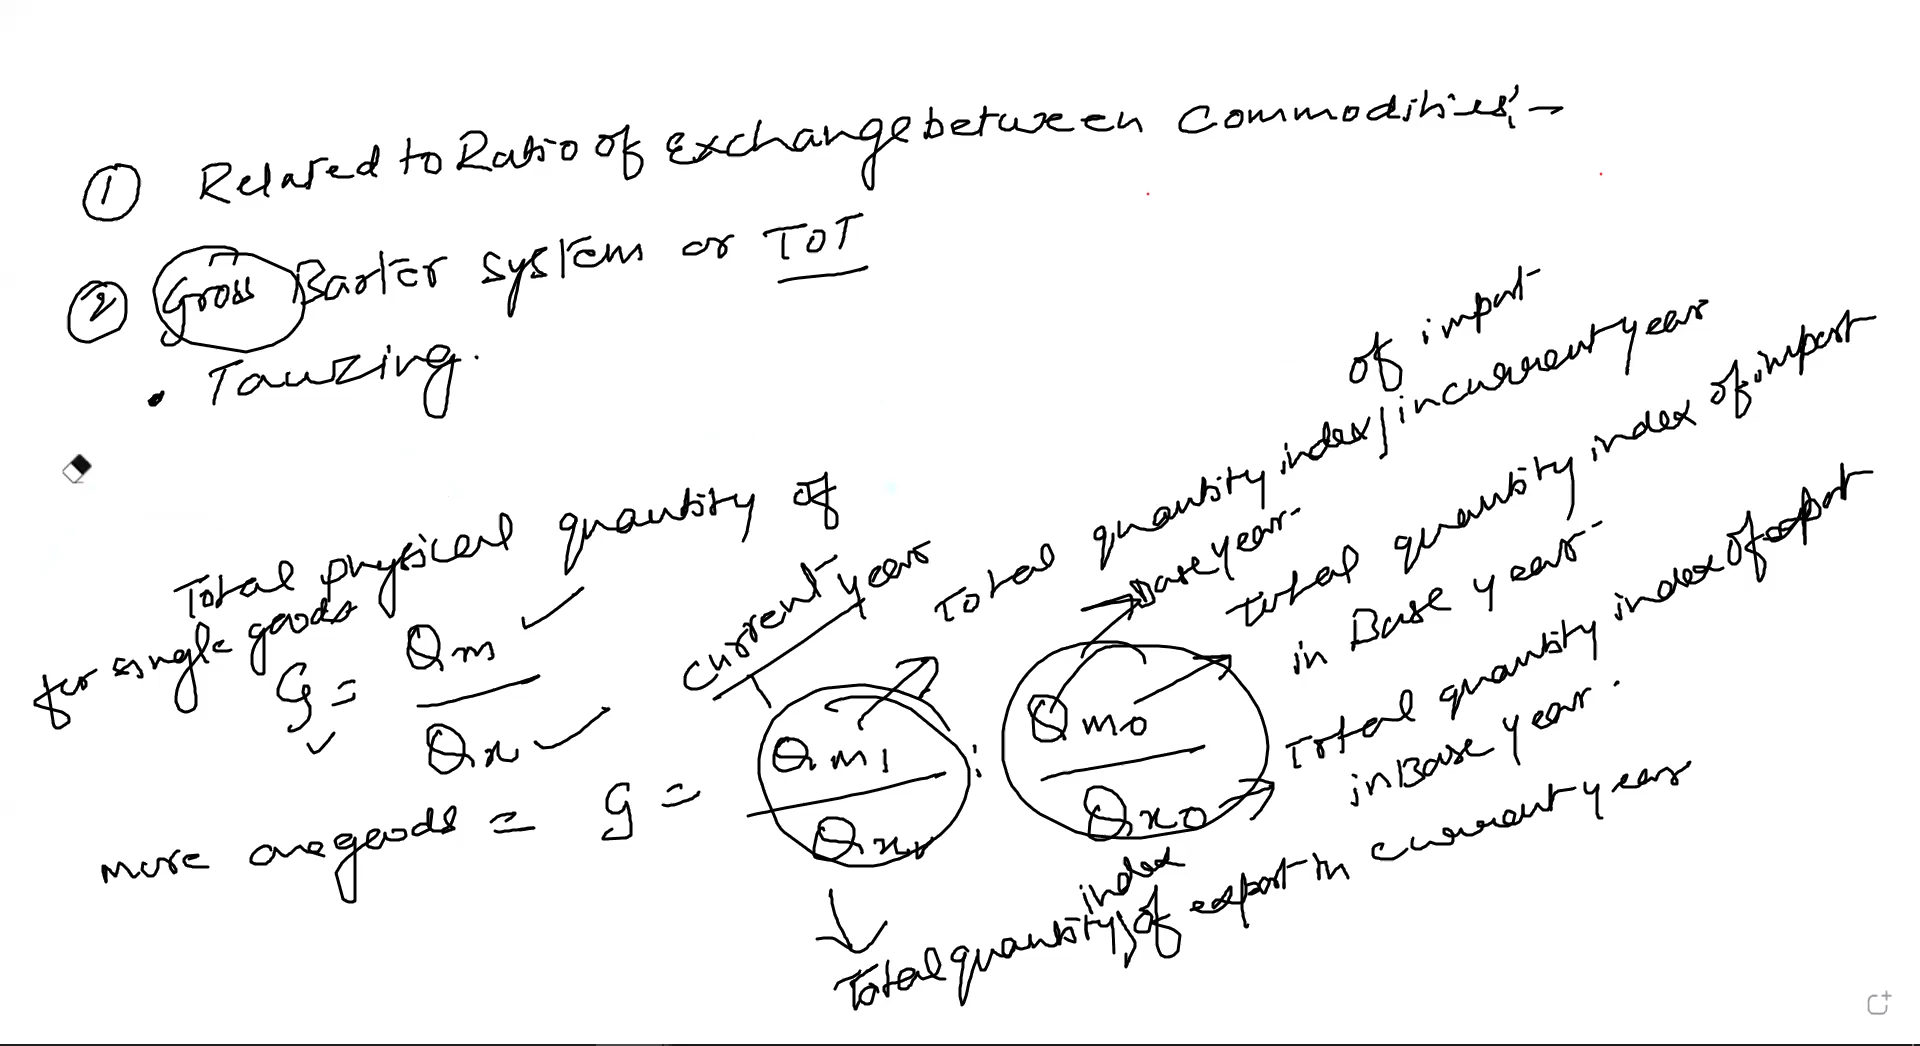 ① Related to Ratio of Exchange between Commodities:-
② Gross Barter system or TOT
• Tauzing.
Total physical quantity of
for single goods
G = Qm / Qx
more one goods = G = Qm1 / Qx1 : Qm0 / Qx0
Current year
Total quantity index / in current year
of import
Base year-
Total quantity index of import
in Base year-
Total quantity index of export
in Base year.
Total quantity index of export in current year